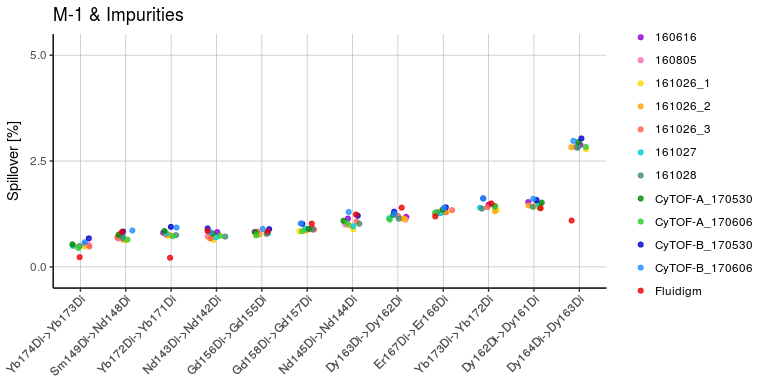 M-1 & Impurities
Spillover [%]
5.0
2.5
0.0
Yb174Di->Yb173Di
Sm149Di->Nd148Di
Yb172Di->Yb171Di
Nd143Di->Nd142Di
Gd156Di->Gd155Di
Gd158Di->Gd157Di
Nd145Di->Nd144Di
Dy163Di->Dy162Di
Er167Di->Er166Di
Yb173Di->Yb172Di
Dy162Di->Dy161Di
Dy164Di->Dy163Di
160616
160805
161026_1
161026_2
161026_3
161027
161028
CyTOF-A_170530
CyTOF-A_170606
CyTOF-B_170530
CyTOF-B_170606
Fluidigm